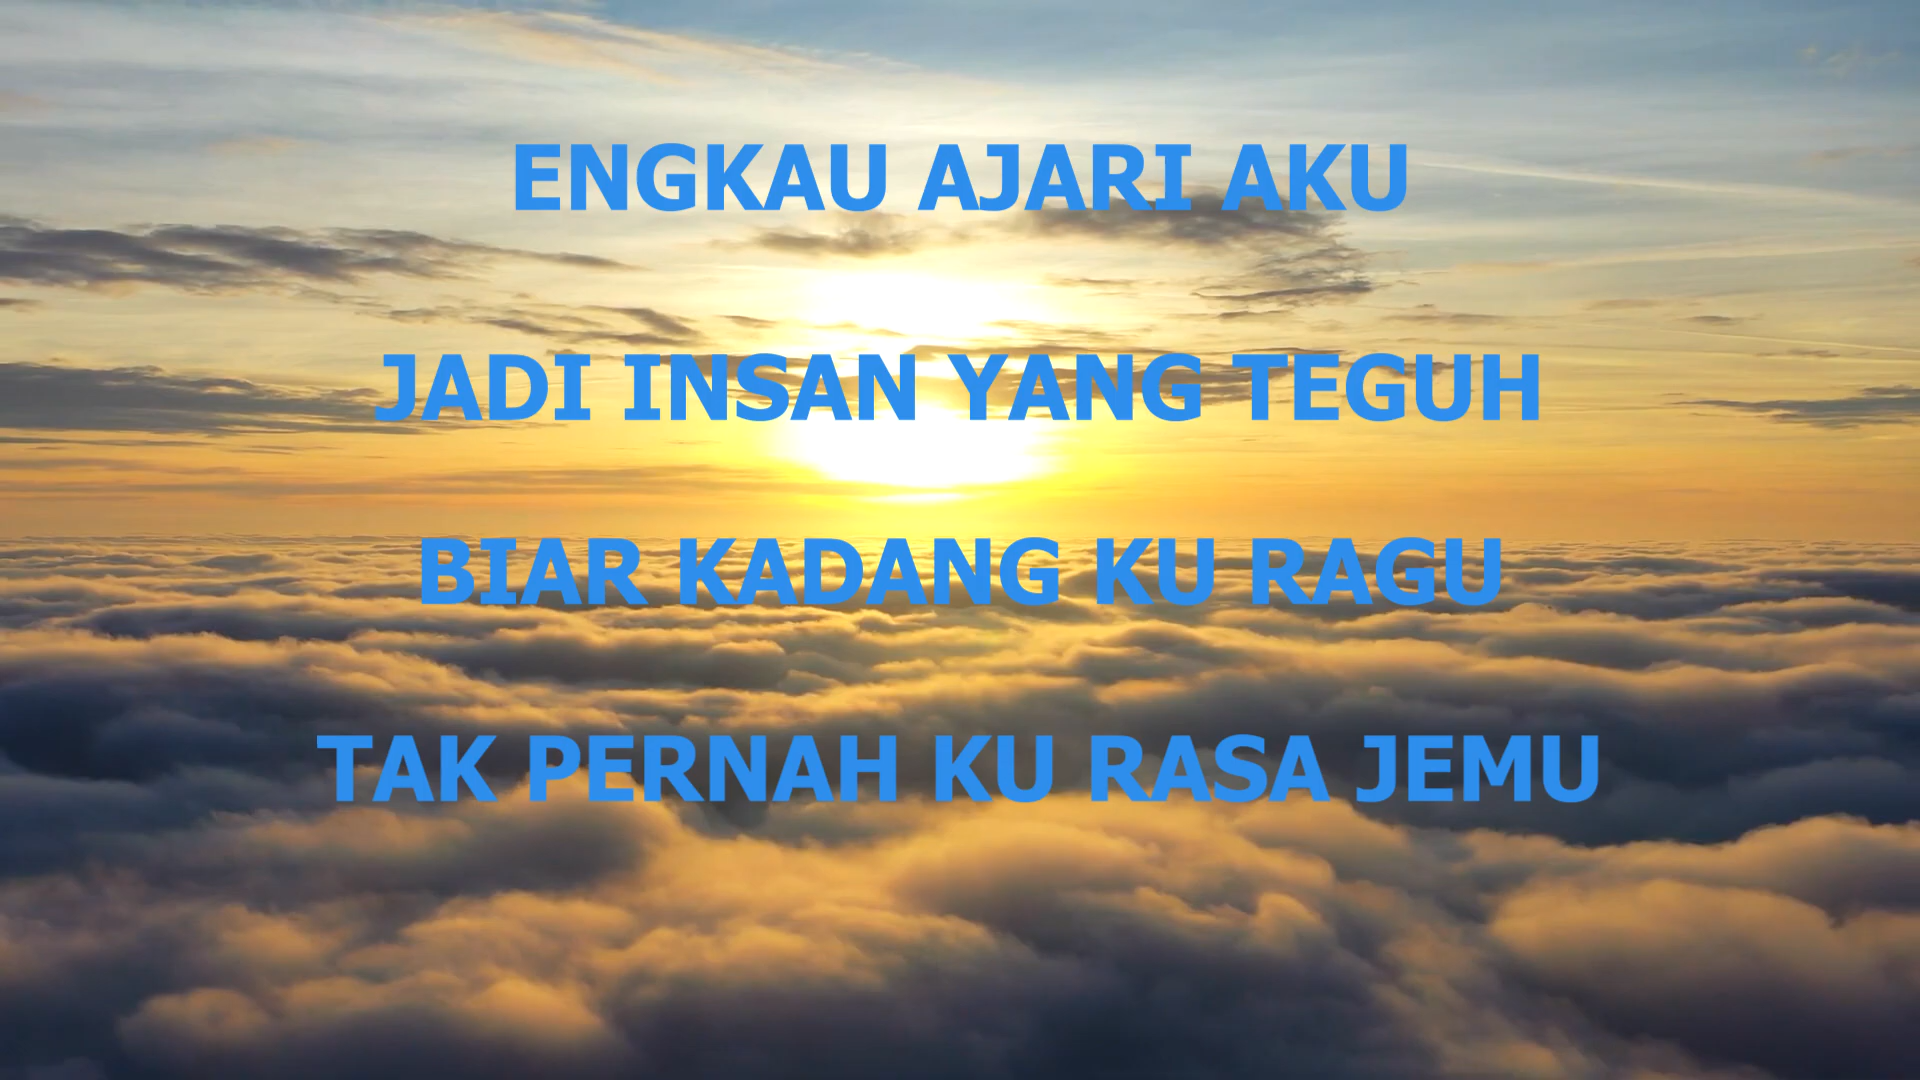 ENGKAU AJARI AKU
JADI INSAN YANG TEGUH
BIAR KADANG KU RAGU
TAK PERNAH KU RASA JEMU